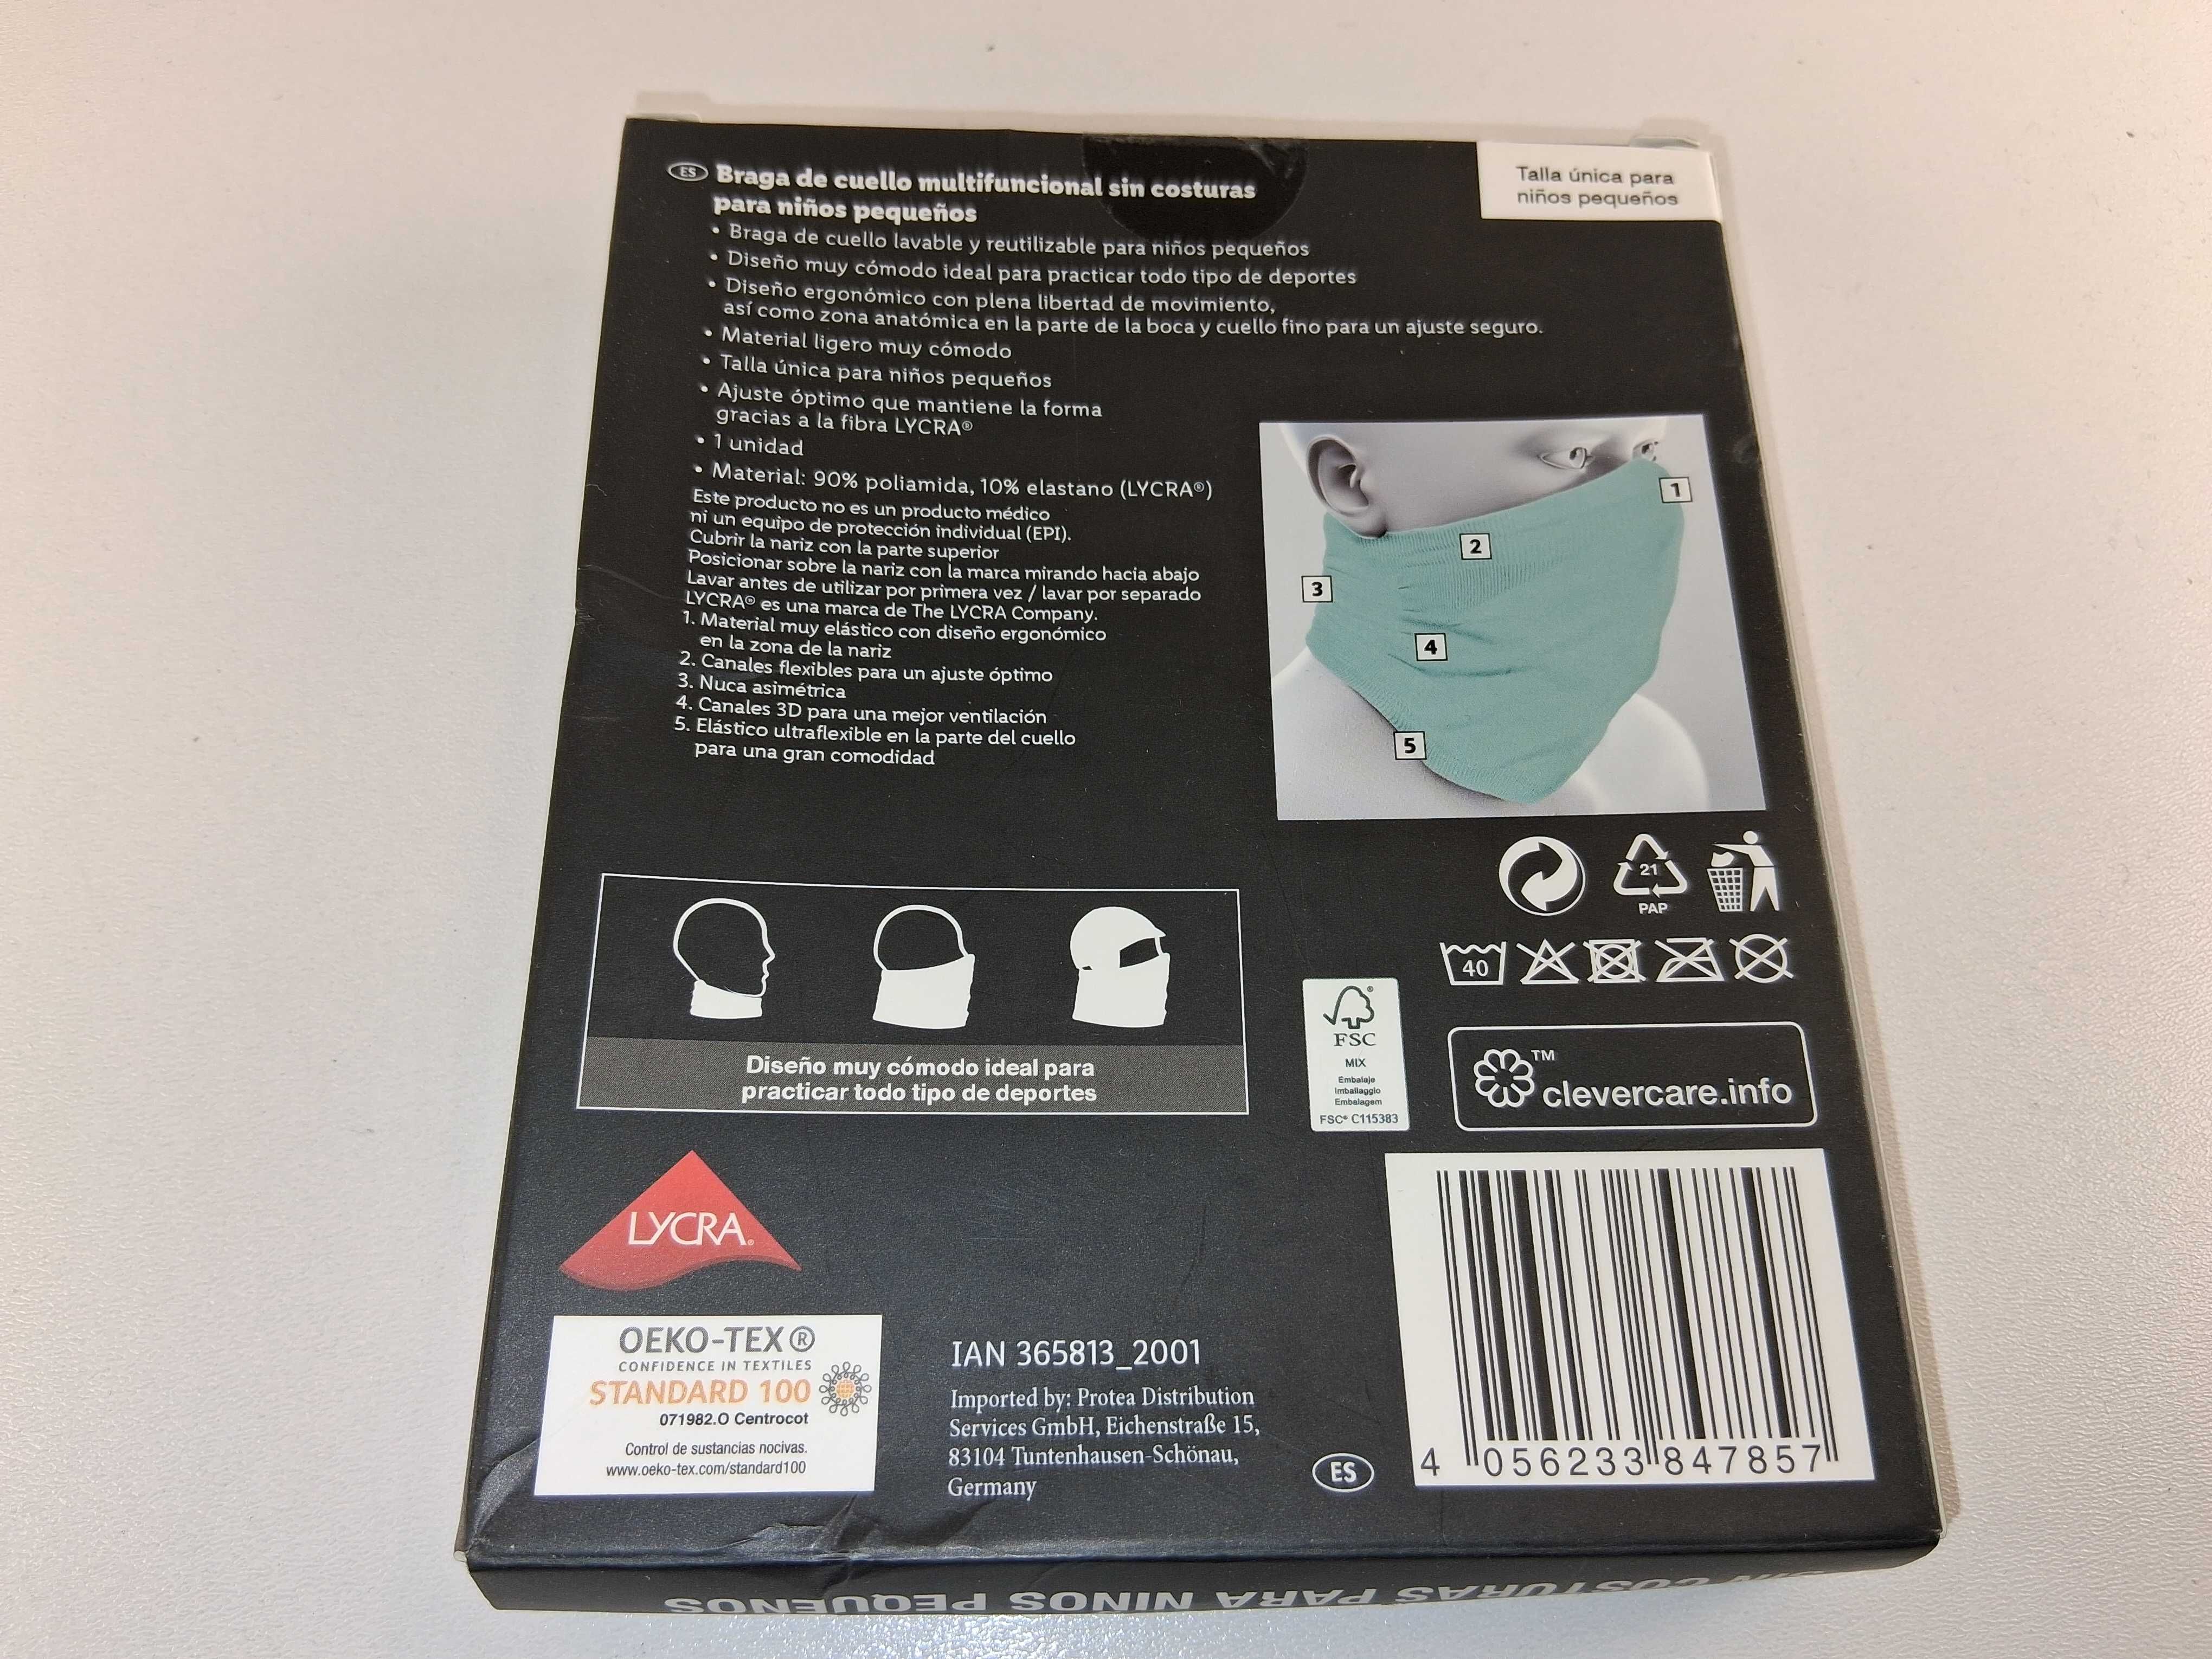 ES Braga de cuello multifuncional sin costuras
para niños pequeños
• Braga de cuello lavable y reutilizable para niños pequeños
• Diseño muy cómodo ideal para practicar todo tipo de deportes
• Diseño ergonómico con plena libertad de movimiento,
así como zona anatómica en la parte de la boca y cuello fino para un ajuste seguro.
• Material ligero muy cómodo
• Talla única para niños pequeños
• Ajuste óptimo que mantiene la forma
gracias a la fibra LYCRA®
• 1 unidad
• Material: 90% poliamida, 10% elastano (LYCRA®)
Este producto no es un producto médico
ni un equipo de protección individual (EPI).
Cubrir la nariz con la parte superior
Posicionar sobre la nariz con la marca mirando hacia abajo
Lavar antes de utilizar por primera vez / lavar por separado
LYCRA® es una marca de The LYCRA Company.
1. Material muy elástico con diseño ergonómico
en la zona de la nariz
2. Canales flexibles para un ajuste óptimo
3. Nuca asimétrica
4. Canales 3D para una mejor ventilación
5. Elástico ultraflexible en la parte del cuello
para una gran comodidad
Talla única para
niños pequeños
1
2
3
4
5
21
PAP
40
Diseño muy cómodo ideal para
practicar todo tipo de deportes
FSC®
MIX
Embalaje
Imballaggio
Embalagem
FSC® C115383
™
clevercare.info
LYCRA®
OEKO-TEX®
CONFIDENCE IN TEXTILES
STANDARD 100
071982.O Centrocot
Control de sustancias nocivas.
www.oeko-tex.com/standard100
IAN 365813_2001
Imported by: Protea Distribution
Services GmbH, Eichenstraße 15,
83104 Tuntenhausen-Schönau,
Germany
ES
4 056233 847857
SIN COSTURAS PARA NIÑOS PEQUEÑOS